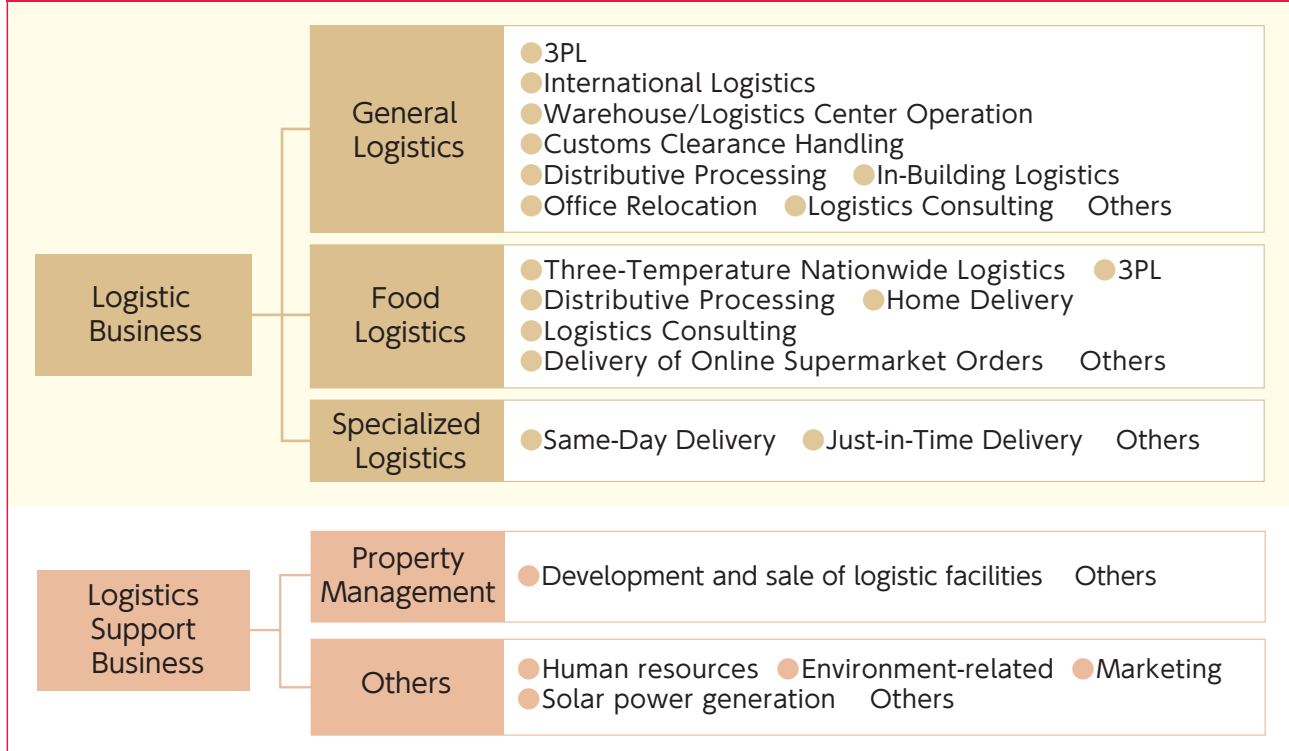 Logistic
Business
General
Logistics
●3PL
●International Logistics
●Warehouse/Logistics Center Operation
●Customs Clearance Handling
●Distributive Processing ●In-Building Logistics
●Office Relocation ●Logistics Consulting Others
Food
Logistics
●Three-Temperature Nationwide Logistics ●3PL
●Distributive Processing ●Home Delivery
●Logistics Consulting
●Delivery of Online Supermarket Orders Others
Specialized
Logistics
●Same-Day Delivery ●Just-in-Time Delivery Others
Logistics
Support
Business
Property
Management
●Development and sale of logistic facilities Others
Others
●Human resources ●Environment-related ●Marketing
●Solar power generation Others